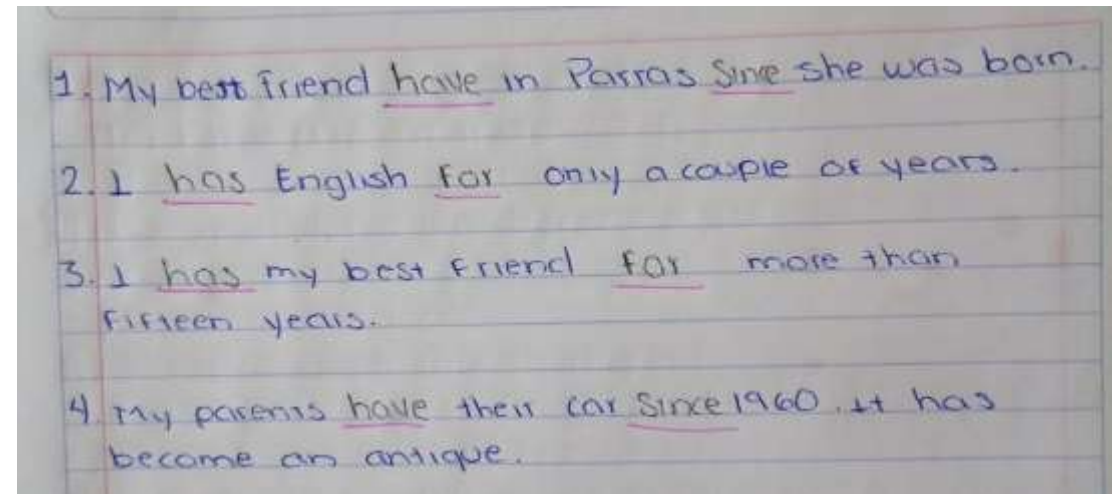 1. My best friend have in Parras Since she was born.
2. I has English for only a couple of years.
3. I has my best friend for more than
fifteen years.
4. My parents have their car Since 1960. It has
become an antique.